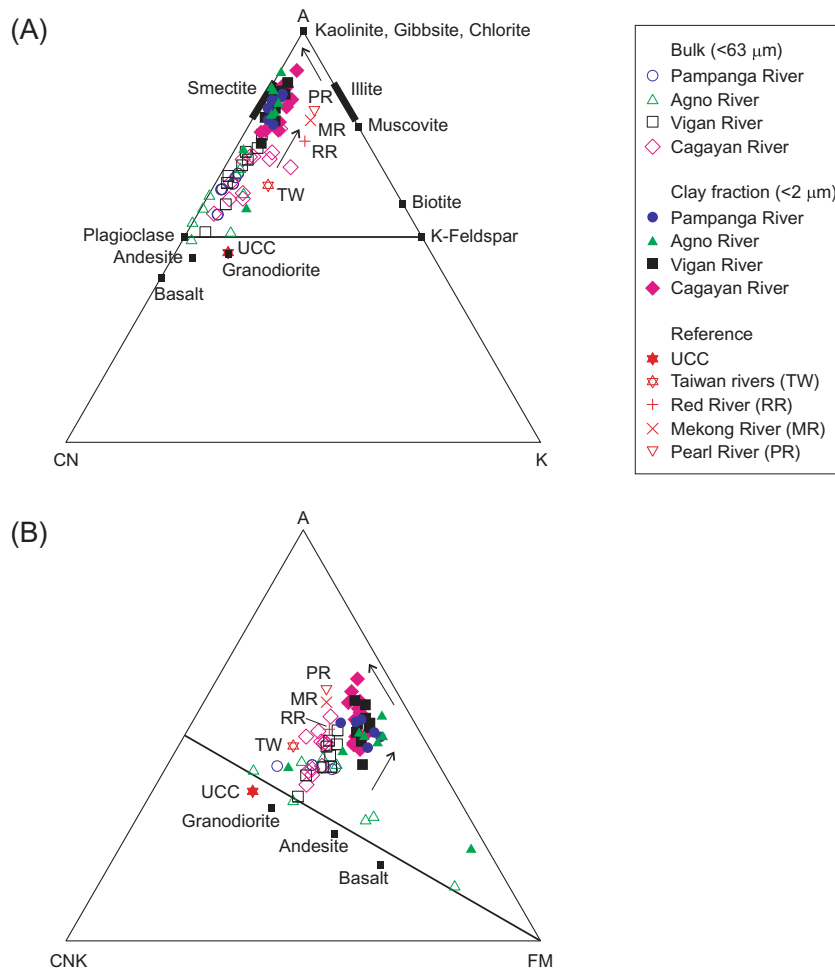 (A)
A
Kaolinite, Gibbsite, Chlorite
Smectite
Illite
PR
Muscovite
MR
RR
TW
Biotite
Plagioclase
K-Feldspar
Andesite
UCC
Granodiorite
Basalt
CN
K
Bulk (<63 μm)
Pampanga River
Agno River
Vigan River
Cagayan River
Clay fraction (<2 μm)
Pampanga River
Agno River
Vigan River
Cagayan River
Reference
UCC
Taiwan rivers (TW)
Red River (RR)
Mekong River (MR)
Pearl River (PR)
(B)
A
PR
MR
RR
TW
UCC
Granodiorite
Andesite
Basalt
CNK
FM